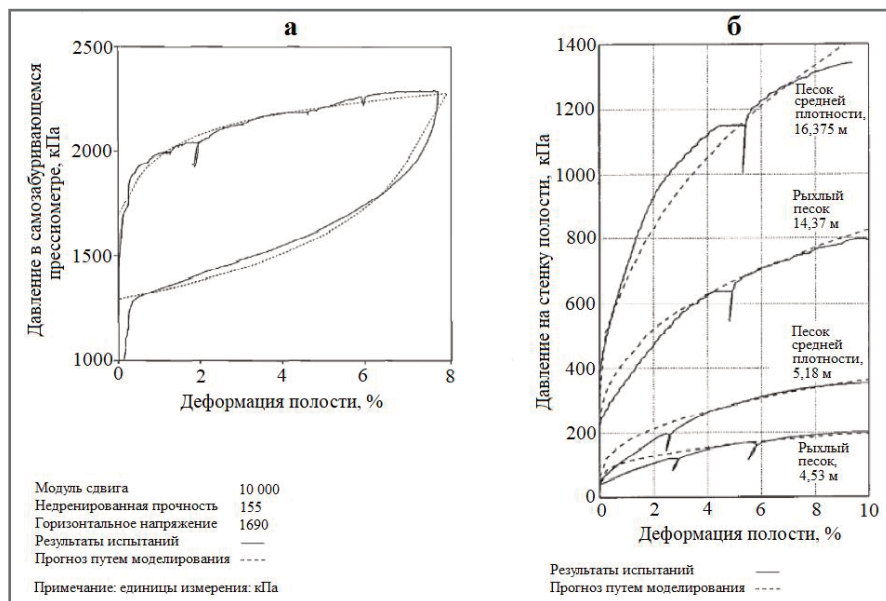 а
Давление в самозабуривающемся
прессиометре, кПа
2500
2000
1500
1000
0
2
4
6
8
Деформация полости, %
Модуль сдвига 10 000
Недренированная прочность 155
Горизонтальное напряжение 1690
Результаты испытаний
Прогноз путем моделирования
Примечание: единицы измерения: кПа
б
Давление на стенку полости, кПа
1400
1200
1000
800
600
400
200
0
0
2
4
6
8
10
Деформация полости, %
Песок
средней
плотности,
16,375 м
Рыхлый
песок
14,37 м
Песок
средней
плотности,
5,18 м
Рыхлый
песок,
4,53 м
Результаты испытаний
Прогноз путем моделирования